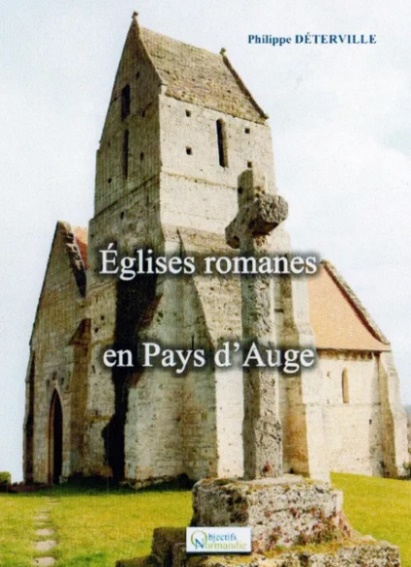 Philippe DÉTERVILLE
Églises romanes
en Pays d'Auge
Objectifs
Normandie